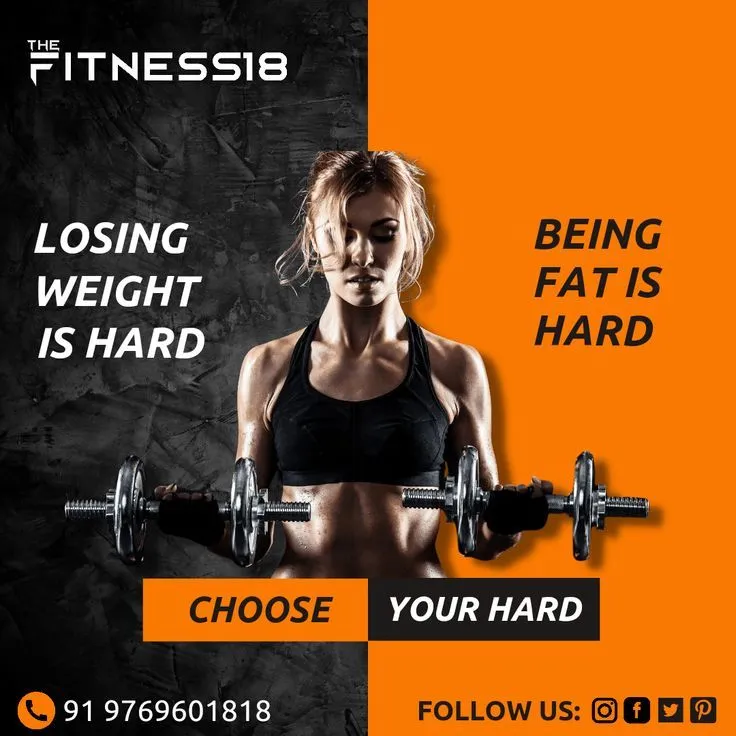 THE
FITNESS18
LOSING
WEIGHT
IS HARD
BEING
FAT IS
HARD
CHOOSE YOUR HARD
91 9769601818
FOLLOW US: